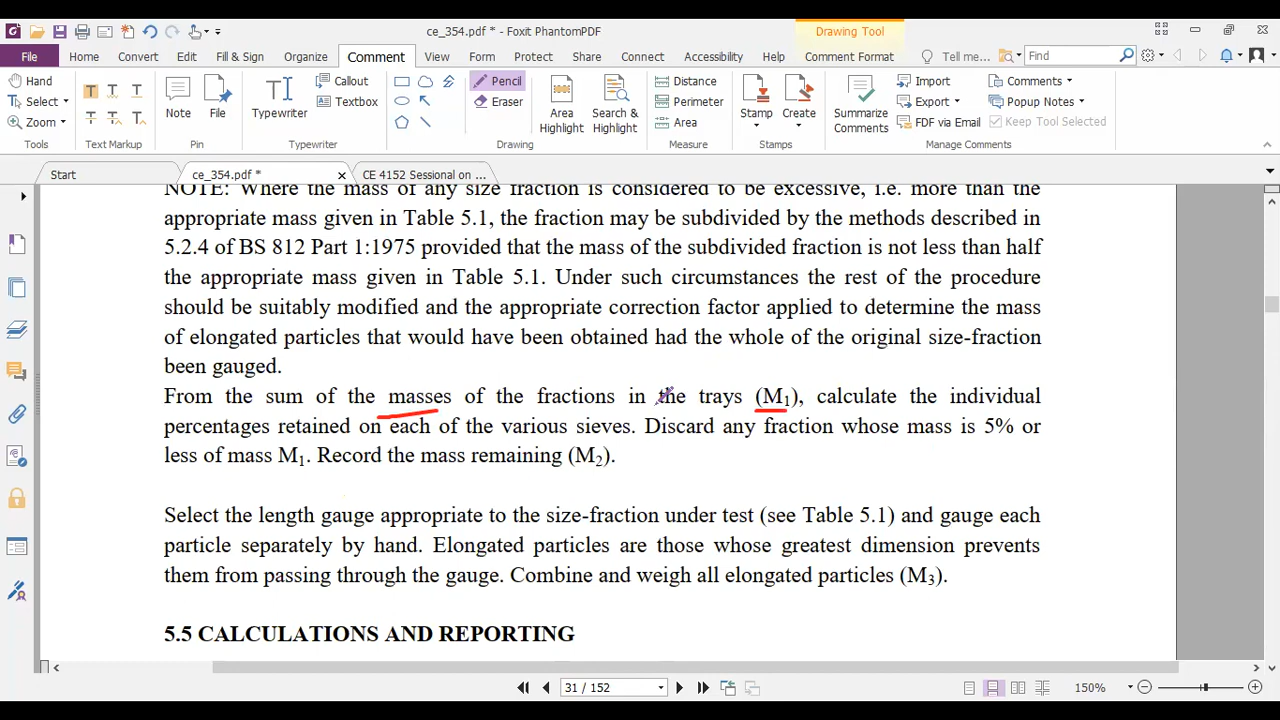 ce_354.pdf * - Foxit PhantomPDF
Drawing Tool
File Home Convert Edit Fill & Sign Organize Comment View Form Protect Share Connect Accessibility Help Tell me... Find Comment Format
Hand
Select
Zoom
Tools
Text Markup
Note
File
Pin
Typewriter
Callout
Textbox
Typewriter
Pencil
Eraser
Area Highlight
Search & Highlight
Drawing
Distance
Perimeter
Area
Measure
Stamp
Create
Stamps
Summarize Comments
Import
Export
FDF via Email
Comments
Popup Notes
Keep Tool Selected
Manage Comments
Start
ce_354.pdf *
CE 4152 Sessional on ...
NOTE: Where the mass of any size fraction is considered to be excessive, i.e. more than the
appropriate mass given in Table 5.1, the fraction may be subdivided by the methods described in
5.2.4 of BS 812 Part 1:1975 provided that the mass of the subdivided fraction is not less than half
the appropriate mass given in Table 5.1. Under such circumstances the rest of the procedure
should be suitably modified and the appropriate correction factor applied to determine the mass
of elongated particles that would have been obtained had the whole of the original size-fraction
been gauged.
From the sum of the masses of the fractions in the trays (M₁), calculate the individual
percentages retained on each of the various sieves. Discard any fraction whose mass is 5% or
less of mass M₁. Record the mass remaining (M₂).
Select the length gauge appropriate to the size-fraction under test (see Table 5.1) and gauge each
particle separately by hand. Elongated particles are those whose greatest dimension prevents
them from passing through the gauge. Combine and weigh all elongated particles (M₃).
5.5 CALCULATIONS AND REPORTING
31 / 152
150%